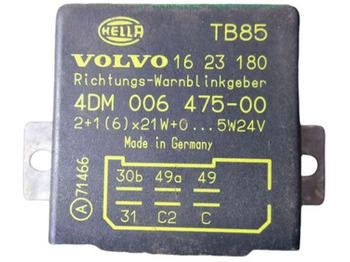 HELLA TB85
VOLVO 16 23 180
Richtungs-Warnblinkgeber
4DM 006 475-00
2+1(6)x21W+0...5W24V
Made in Germany
A 71466
30b 49a 49
31 C2 C